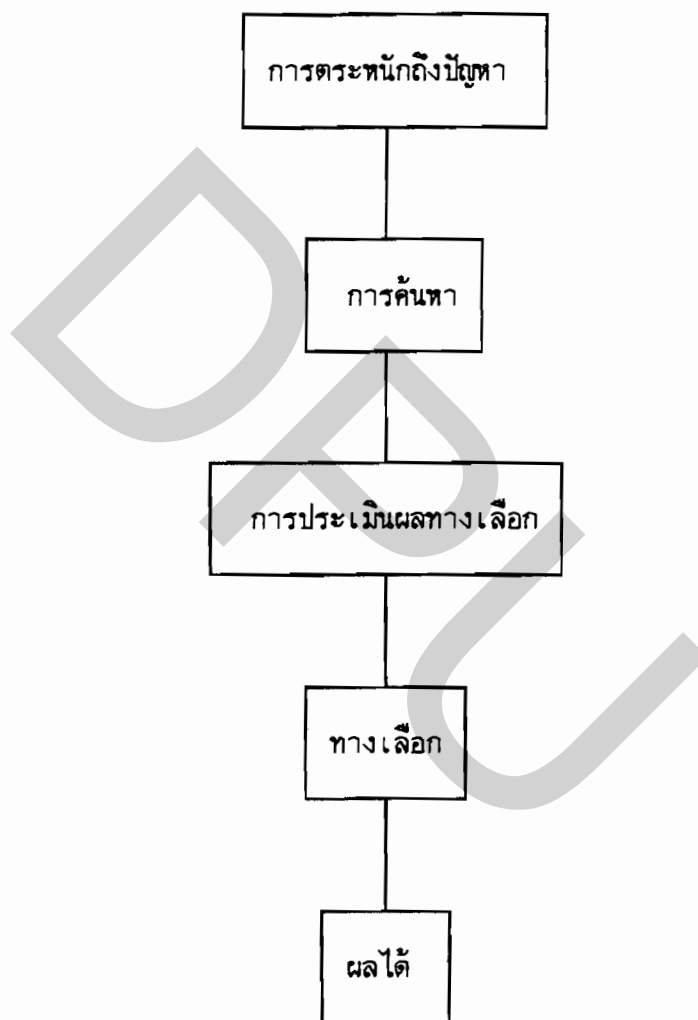 การตระหนักถึงปัญหา
การค้นหา
การประเมินผลทางเลือก
ทางเลือก
ผลได้
DPU